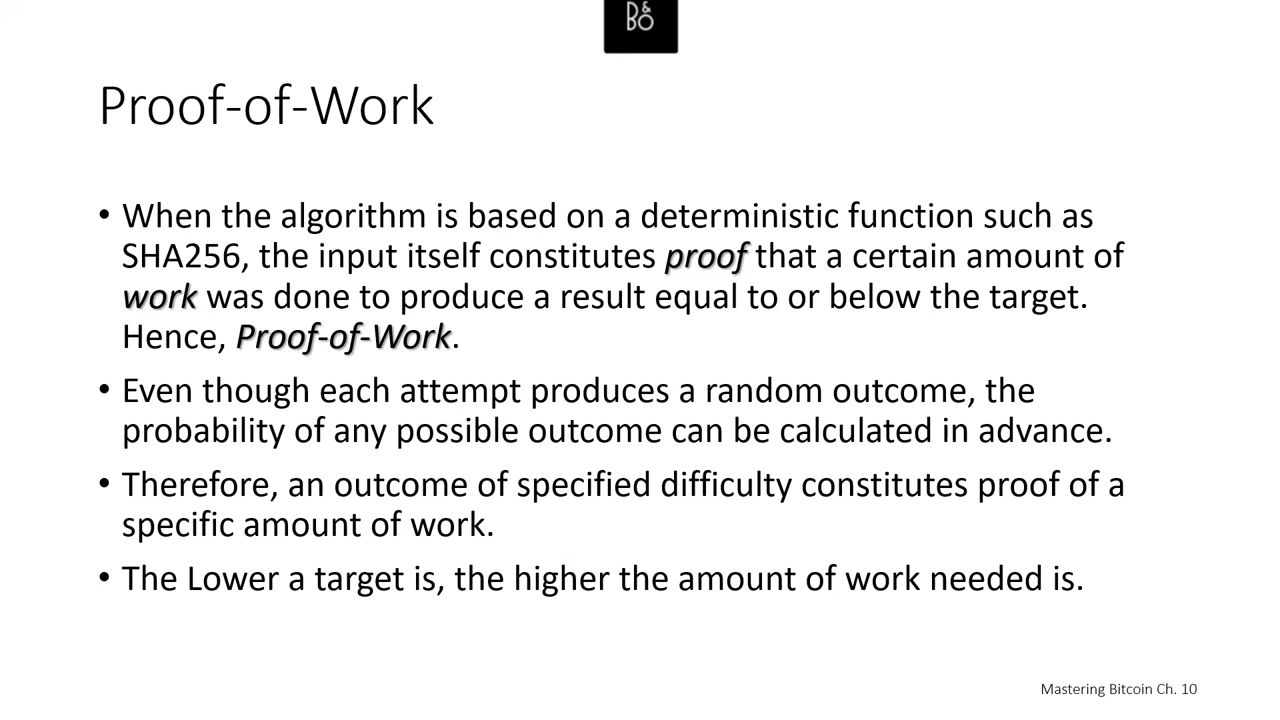 D&BO
Proof-of-Work
• When the algorithm is based on a deterministic function such as
SHA256, the input itself constitutes proof that a certain amount of
work was done to produce a result equal to or below the target.
Hence, Proof-of-Work.
• Even though each attempt produces a random outcome, the
probability of any possible outcome can be calculated in advance.
• Therefore, an outcome of specified difficulty constitutes proof of a
specific amount of work.
• The Lower a target is, the higher the amount of work needed is.
Mastering Bitcoin Ch. 10